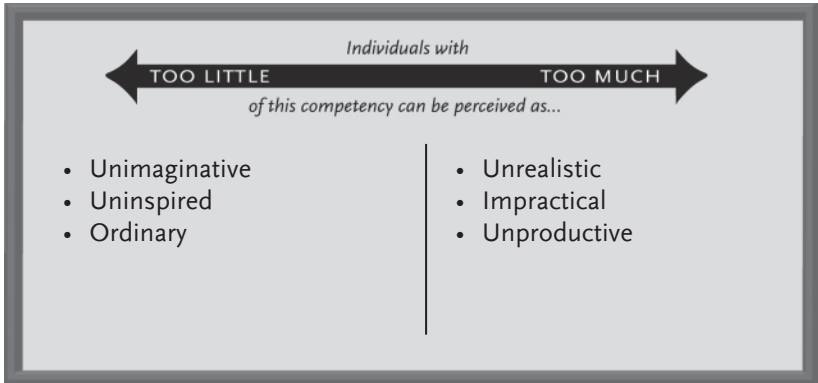 Individuals with
TOO LITTLE TOO MUCH
of this competency can be perceived as...
• Unimaginative
• Uninspired
• Ordinary
• Unrealistic
• Impractical
• Unproductive